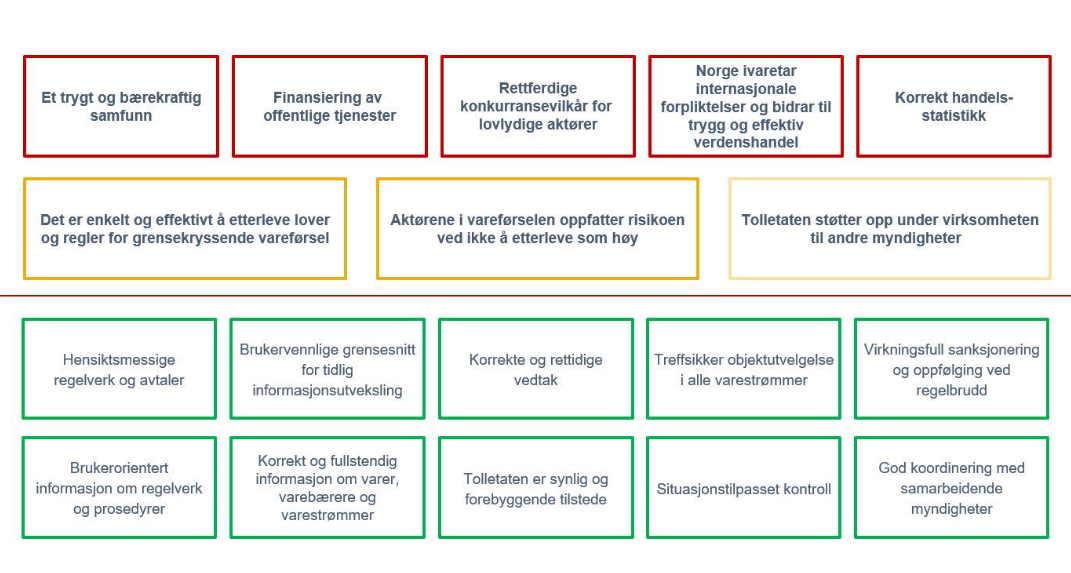 Et trygt og bærekraftig
samfunn
Finansiering av
offentlige tjenester
Rettferdige
konkurransevilkår for
lovlydige aktører
Norge ivaretar
internasjonale
forpliktelser og bidrar til
trygg og effektiv
verdenshandel
Korrekt handels-
statistikk
Det er enkelt og effektivt å etterleve lover
og regler for grensekryssende vareførsel
Aktørene i vareførselen oppfatter risikoen
ved ikke å etterleve som høy
Tolletaten støtter opp under virksomheten
til andre myndigheter
Hensiktsmessige
regelverk og avtaler
Brukervennlige grensesnitt
for tidlig
informasjonsutveksling
Korrekte og rettidige
vedtak
Treffsikker objektutvelgelse
i alle varestrømmer
Virkningsfull sanksjonering
og oppfølging ved
regelbrudd
Brukerorientert
informasjon om regelverk
og prosedyrer
Korrekt og fullstendig
informasjon om varer,
varebærere og
varestrømmer
Tolletaten er synlig og
forebyggende tilstede
Situasjonstilpasset kontroll
God koordinering med
samarbeidende
myndigheter